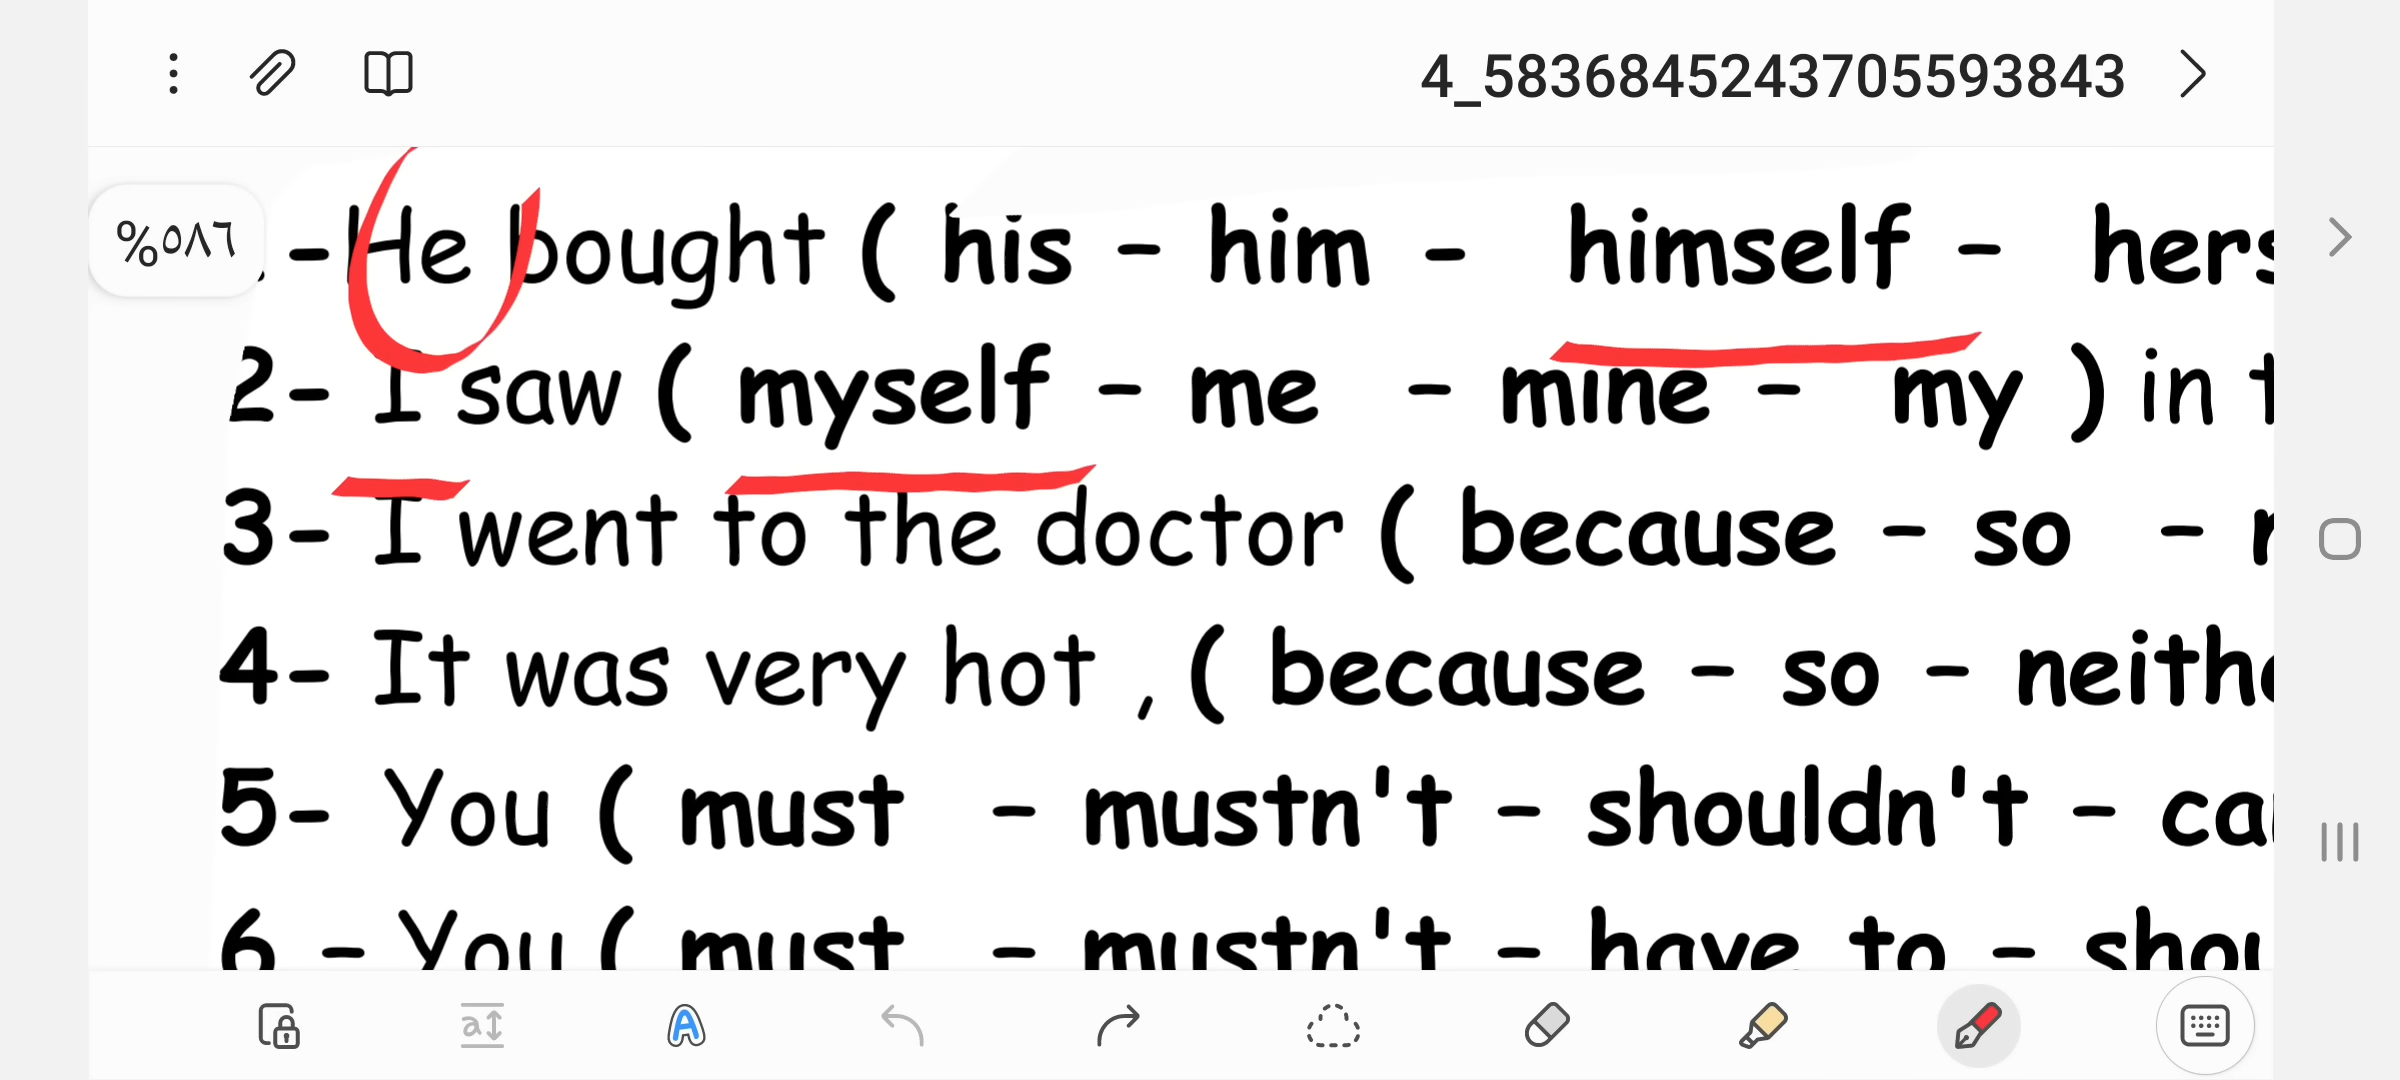 4_5836845243705593843
%٥٨٦
-He bought ( his - him - himself - hers
2- I saw ( myself - me - mine - my ) in t
3- I went to the doctor ( because - so - r
4- It was very hot , ( because - so - neithe
5- You ( must - mustn't - shouldn't - ca
6 - You ( must - mustn't - have to - shou